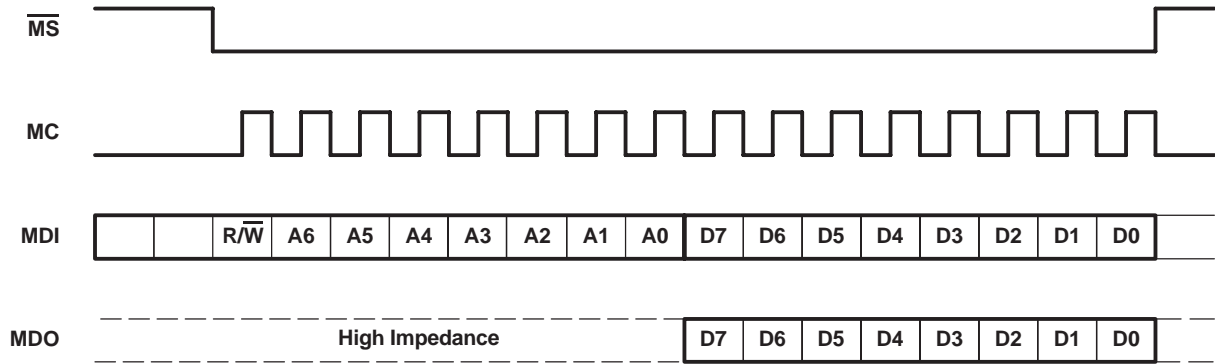 M̅S̅
MC
MDI R/W̅ A6 A5 A4 A3 A2 A1 A0 D7 D6 D5 D4 D3 D2 D1 D0
MDO High Impedance D7 D6 D5 D4 D3 D2 D1 D0